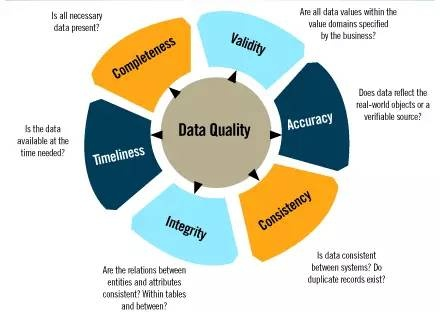 Is all necessary
data present?
Are all data values within the
value domains specified
by the business?
Completeness
Validity
Does data reflect the
real-world objects or a
verifiable source?
Is the data
available at the
time needed?
Timeliness
Data Quality
Accuracy
Integrity
Consistency
Are the relations between
entities and attributes
consistent? Within tables
and between?
Is data consistent
between systems? Do
duplicate records exist?